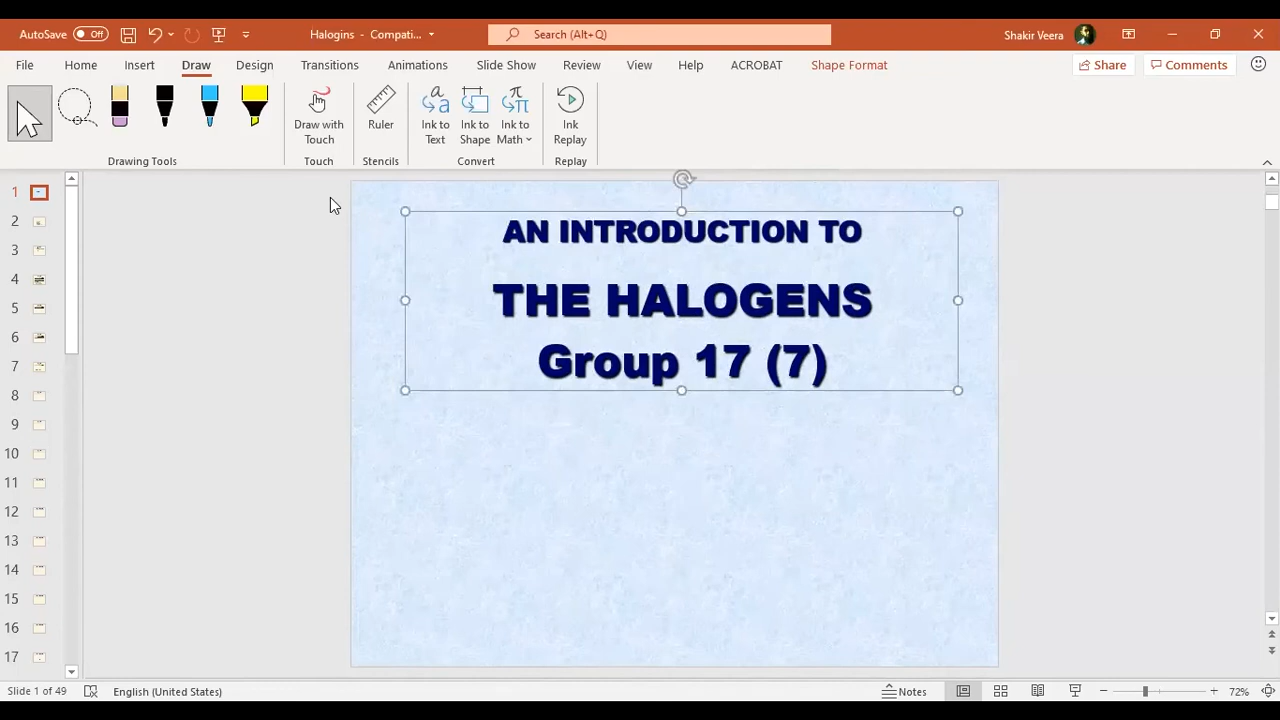 AutoSave Off
Halogins - Compati...
Search (Alt+Q)
Shakir Veera
File Home Insert Draw Design Transitions Animations Slide Show Review View Help ACROBAT Shape Format
Share Comments
Draw with Touch
Ruler
Ink to Text
Ink to Shape
Ink to Math
Ink Replay
Drawing Tools Touch Stencils Convert Replay
1
2
3
4
5
6
7
8
9
10
11
12
13
14
15
16
17
AN INTRODUCTION TO
THE HALOGENS
Group 17 (7)
Slide 1 of 49 English (United States) Notes 72%